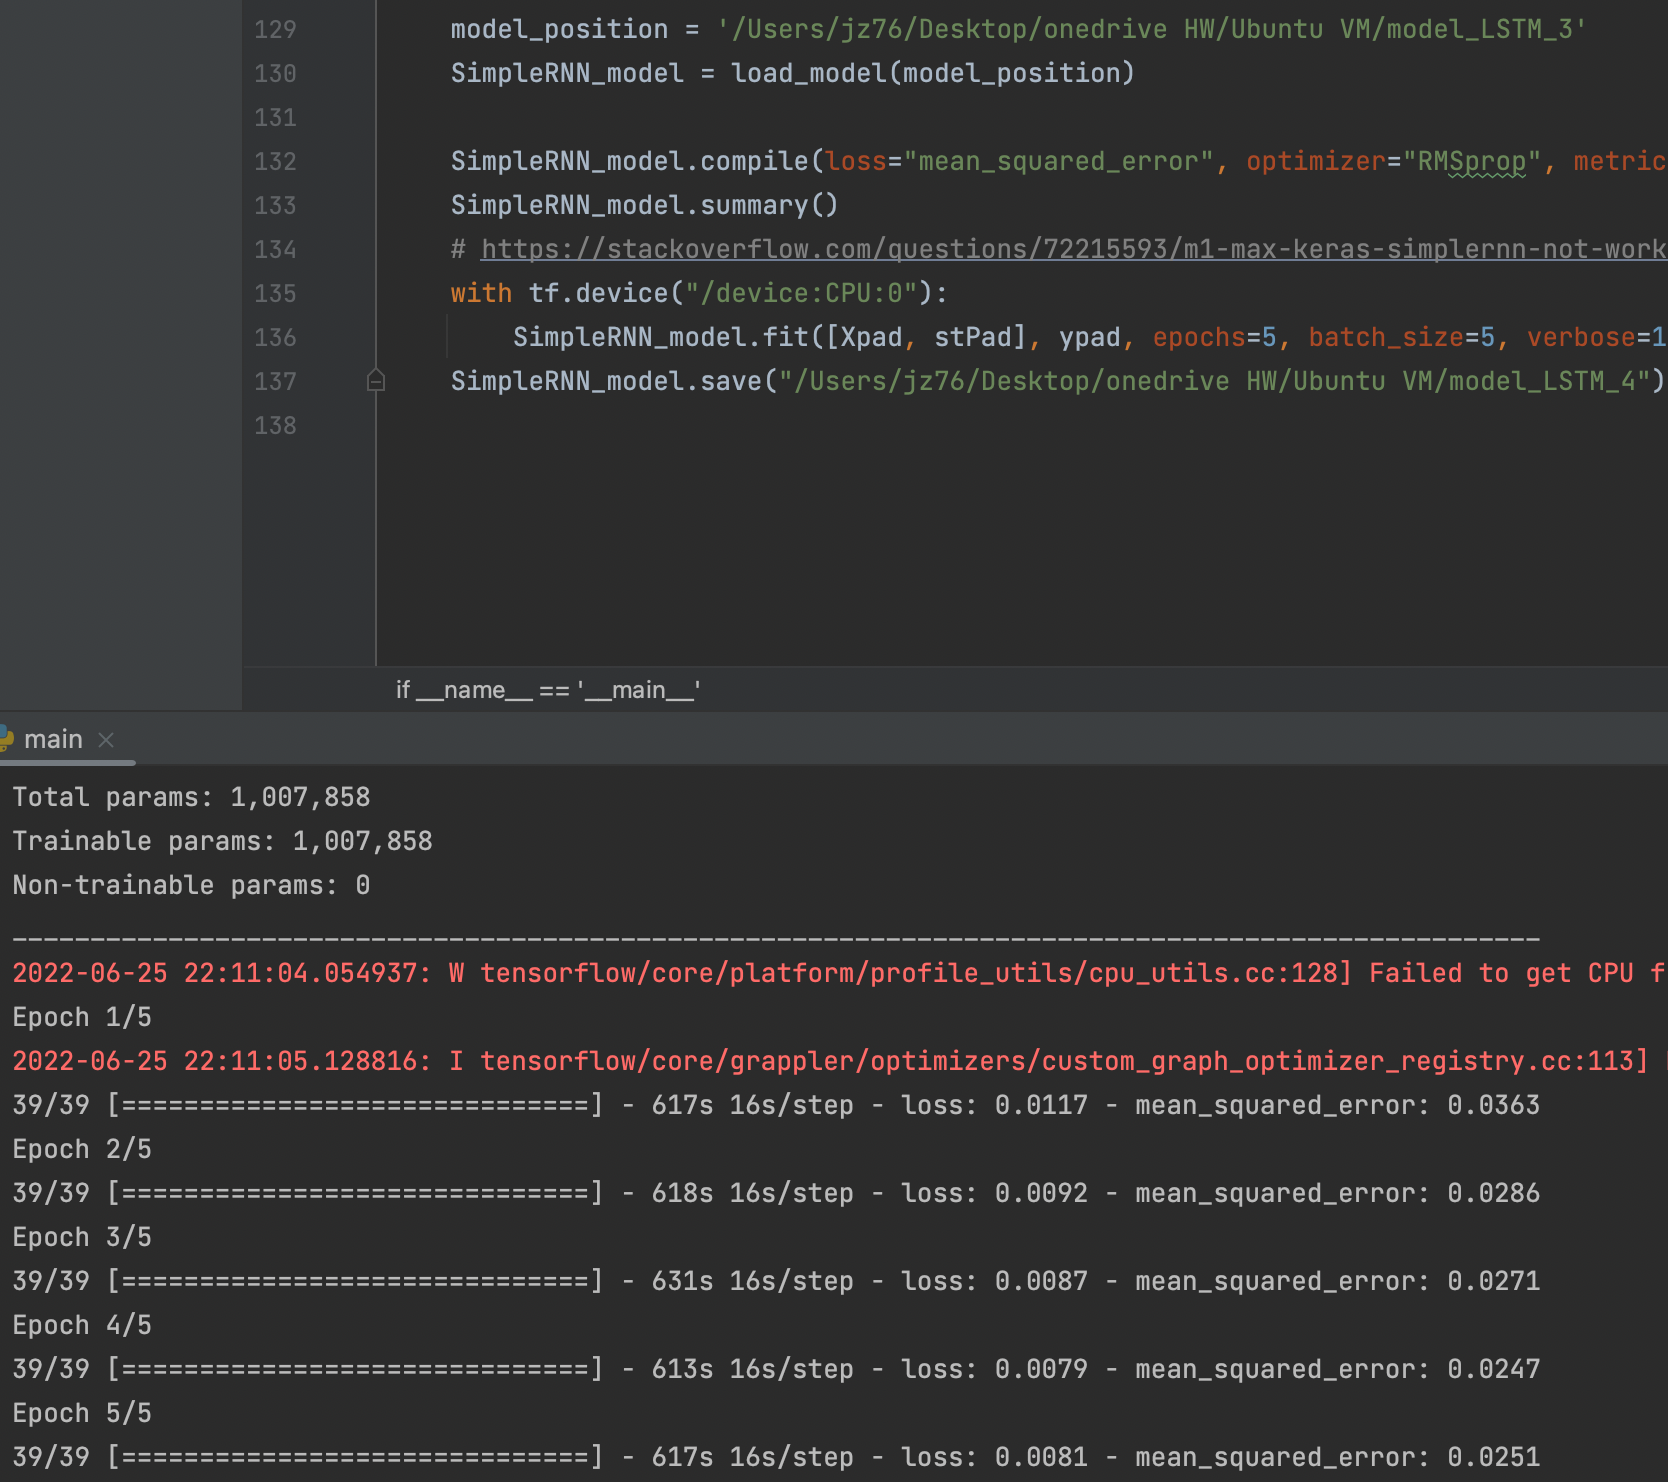 129 model_position = '/Users/jz76/Desktop/onedrive HW/Ubuntu VM/model_LSTM_3'
130 SimpleRNN_model = load_model(model_position)
131
132 SimpleRNN_model.compile(loss="mean_squared_error", optimizer="RMSprop", metric
133 SimpleRNN_model.summary()
134 # https://stackoverflow.com/questions/72215593/m1-max-keras-simplernn-not-work
135 with tf.device("/device:CPU:0"):
136 SimpleRNN_model.fit([Xpad, stPad], ypad, epochs=5, batch_size=5, verbose=1
137 SimpleRNN_model.save("/Users/jz76/Desktop/onedrive HW/Ubuntu VM/model_LSTM_4")
138
if __name__ == '__main__'
main
Total params: 1,007,858
Trainable params: 1,007,858
Non-trainable params: 0
__________________________________________________________________________________________________
2022-06-25 22:11:04.054937: W tensorflow/core/platform/profile_utils/cpu_utils.cc:128] Failed to get CPU f
Epoch 1/5
2022-06-25 22:11:05.128816: I tensorflow/core/grappler/optimizers/custom_graph_optimizer_registry.cc:113]
39/39 [==============================] - 617s 16s/step - loss: 0.0117 - mean_squared_error: 0.0363
Epoch 2/5
39/39 [==============================] - 618s 16s/step - loss: 0.0092 - mean_squared_error: 0.0286
Epoch 3/5
39/39 [==============================] - 631s 16s/step - loss: 0.0087 - mean_squared_error: 0.0271
Epoch 4/5
39/39 [==============================] - 613s 16s/step - loss: 0.0079 - mean_squared_error: 0.0247
Epoch 5/5
39/39 [==============================] - 617s 16s/step - loss: 0.0081 - mean_squared_error: 0.0251